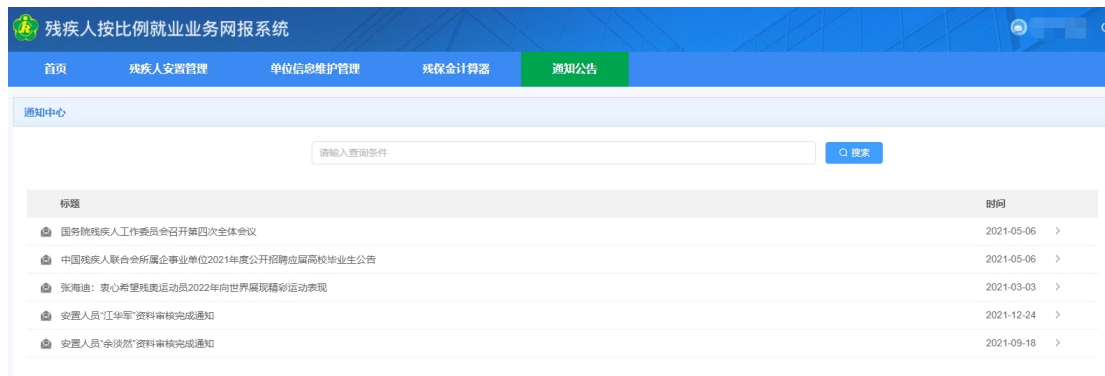 残疾人按比例就业业务网报系统
首页 残疾人安置管理 单位信息维护管理 残保金计算器 通知公告
通知中心
请输入查询条件 搜索
标题 时间
国务院残疾人工作委员会召开第四次全体会议 2021-05-06
中国残疾人联合会所属企事业单位2021年度公开招聘应届高校毕业生公告 2021-05-06
张海迪：衷心希望残奥运动员2022年向世界展现精彩运动表现 2021-03-03
安置人员“江华军”资料审核完成通知 2021-12-24
安置人员“余淡然”资料审核完成通知 2021-09-18